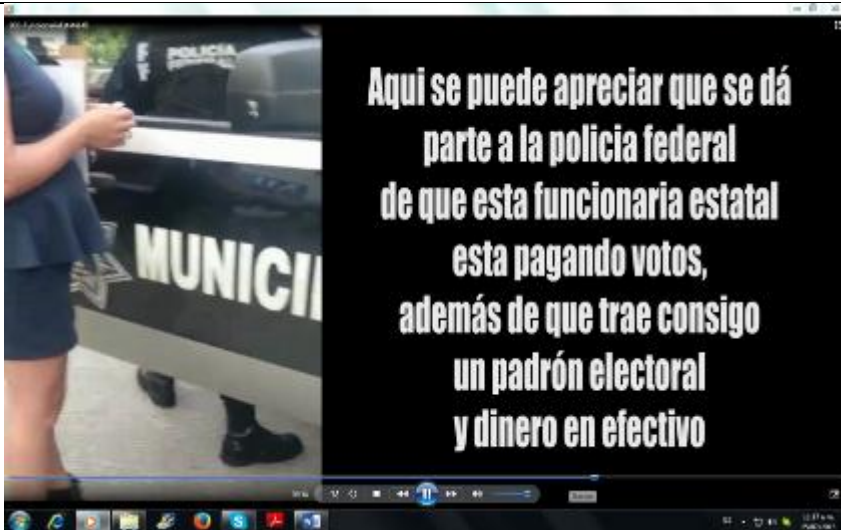 POLICIA
MUNICI
Aqui se puede apreciar que se dá
parte a la policia federal
de que esta funcionaria estatal
esta pagando votos,
además de que trae consigo
un padrón electoral
y dinero en efectivo